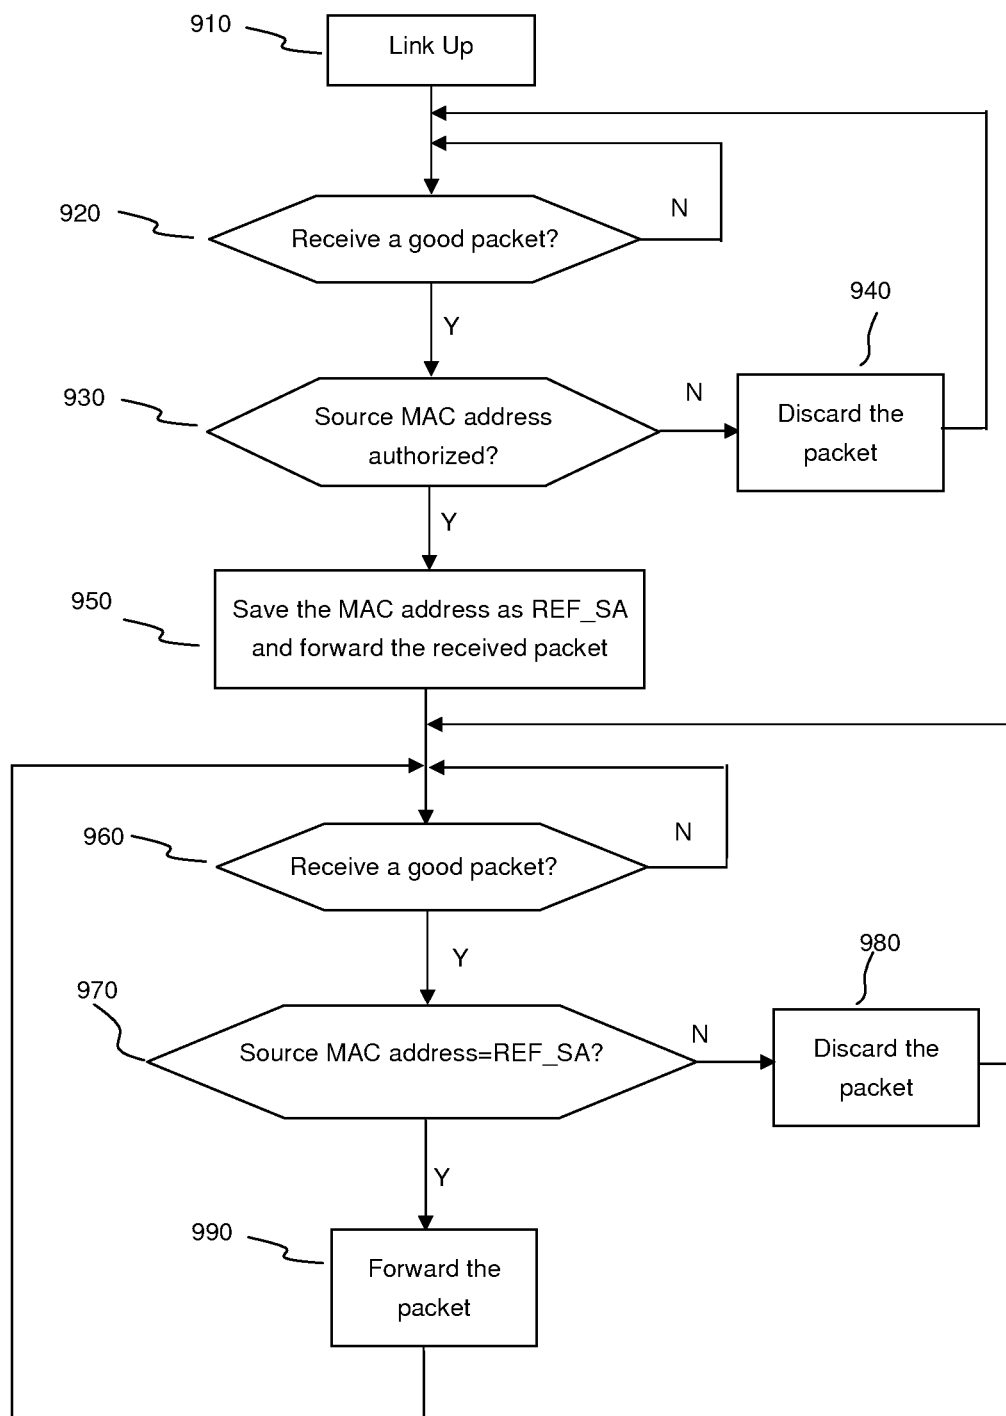 910
Link Up
920
Receive a good packet?
N
Y
940
930
Source MAC address
authorized?
N
Discard the
packet
Y
950
Save the MAC address as REF_SA
and forward the received packet
960
Receive a good packet?
N
Y
980
970
Source MAC address=REF_SA?
N
Discard the
packet
Y
990
Forward the
packet